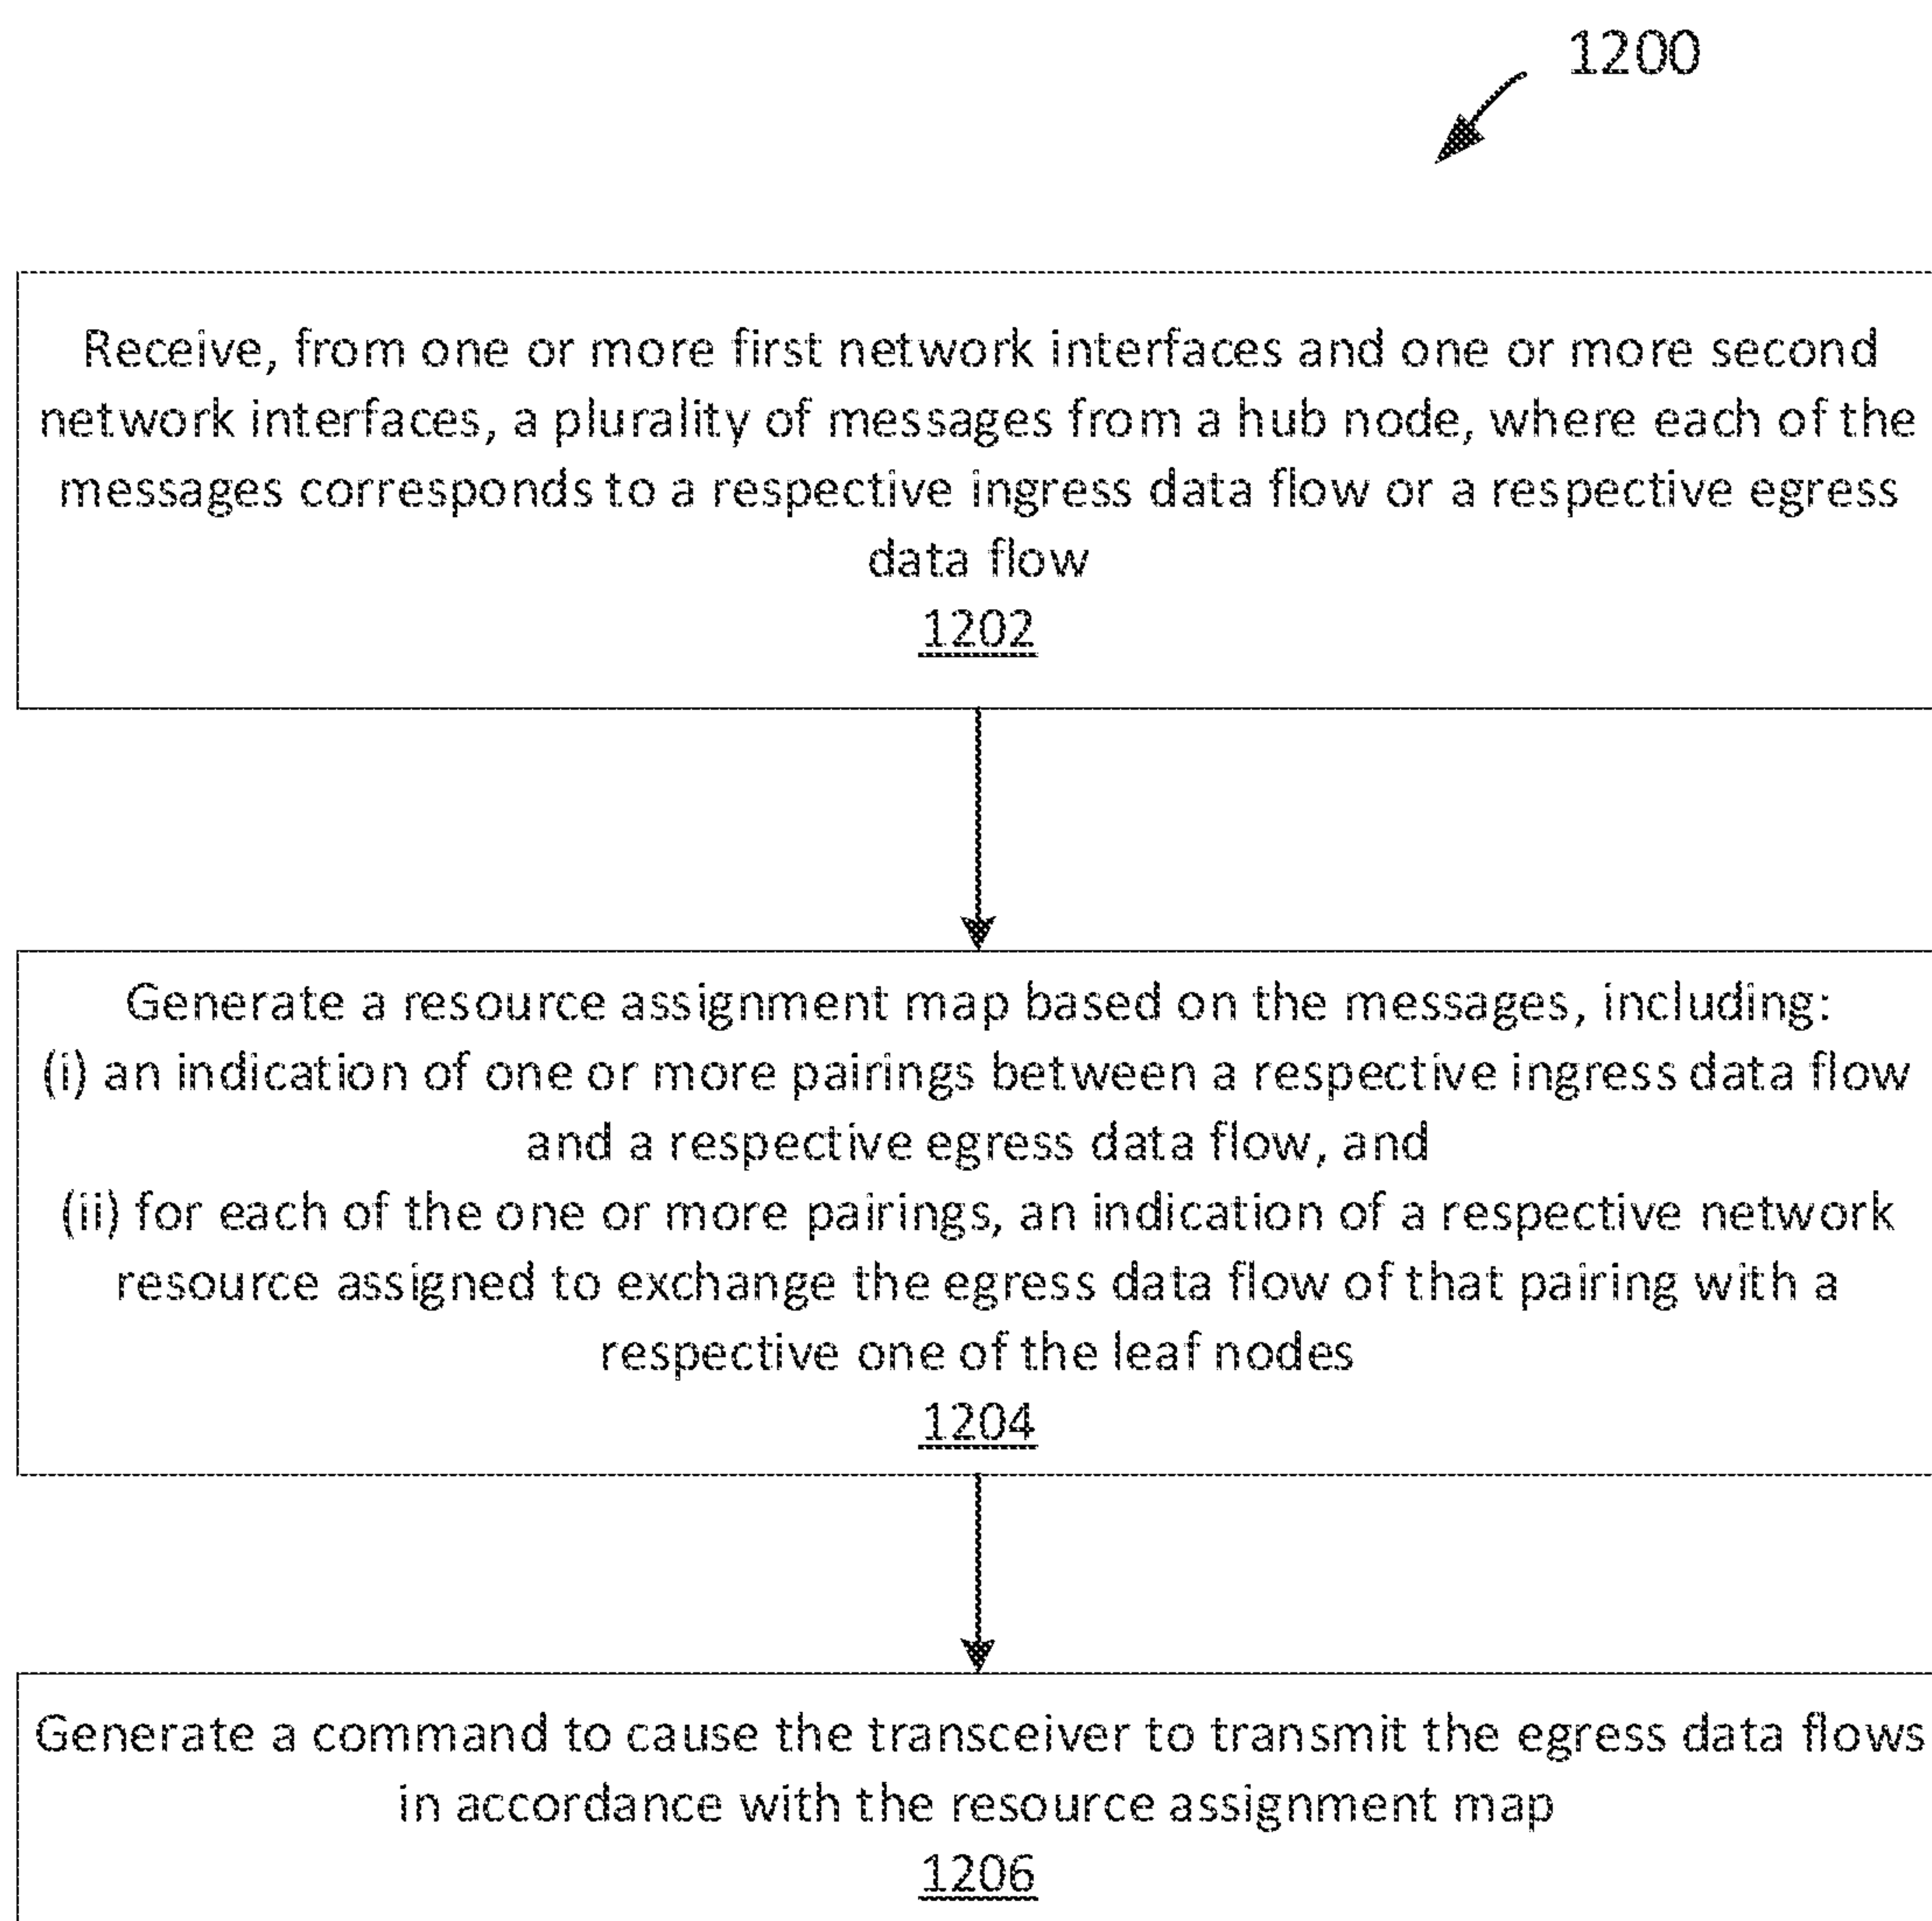 1200
Receive, from one or more first network interfaces and one or more second
network interfaces, a plurality of messages from a hub node, where each of the
messages corresponds to a respective ingress data flow or a respective egress
data flow
1202
Generate a resource assignment map based on the messages, including:
(i) an indication of one or more pairings between a respective ingress data flow
and a respective egress data flow, and
(ii) for each of the one or more pairings, an indication of a respective network
resource assigned to exchange the egress data flow of that pairing with a
respective one of the leaf nodes
1204
Generate a command to cause the transceiver to transmit the egress data flows
in accordance with the resource assignment map
1206